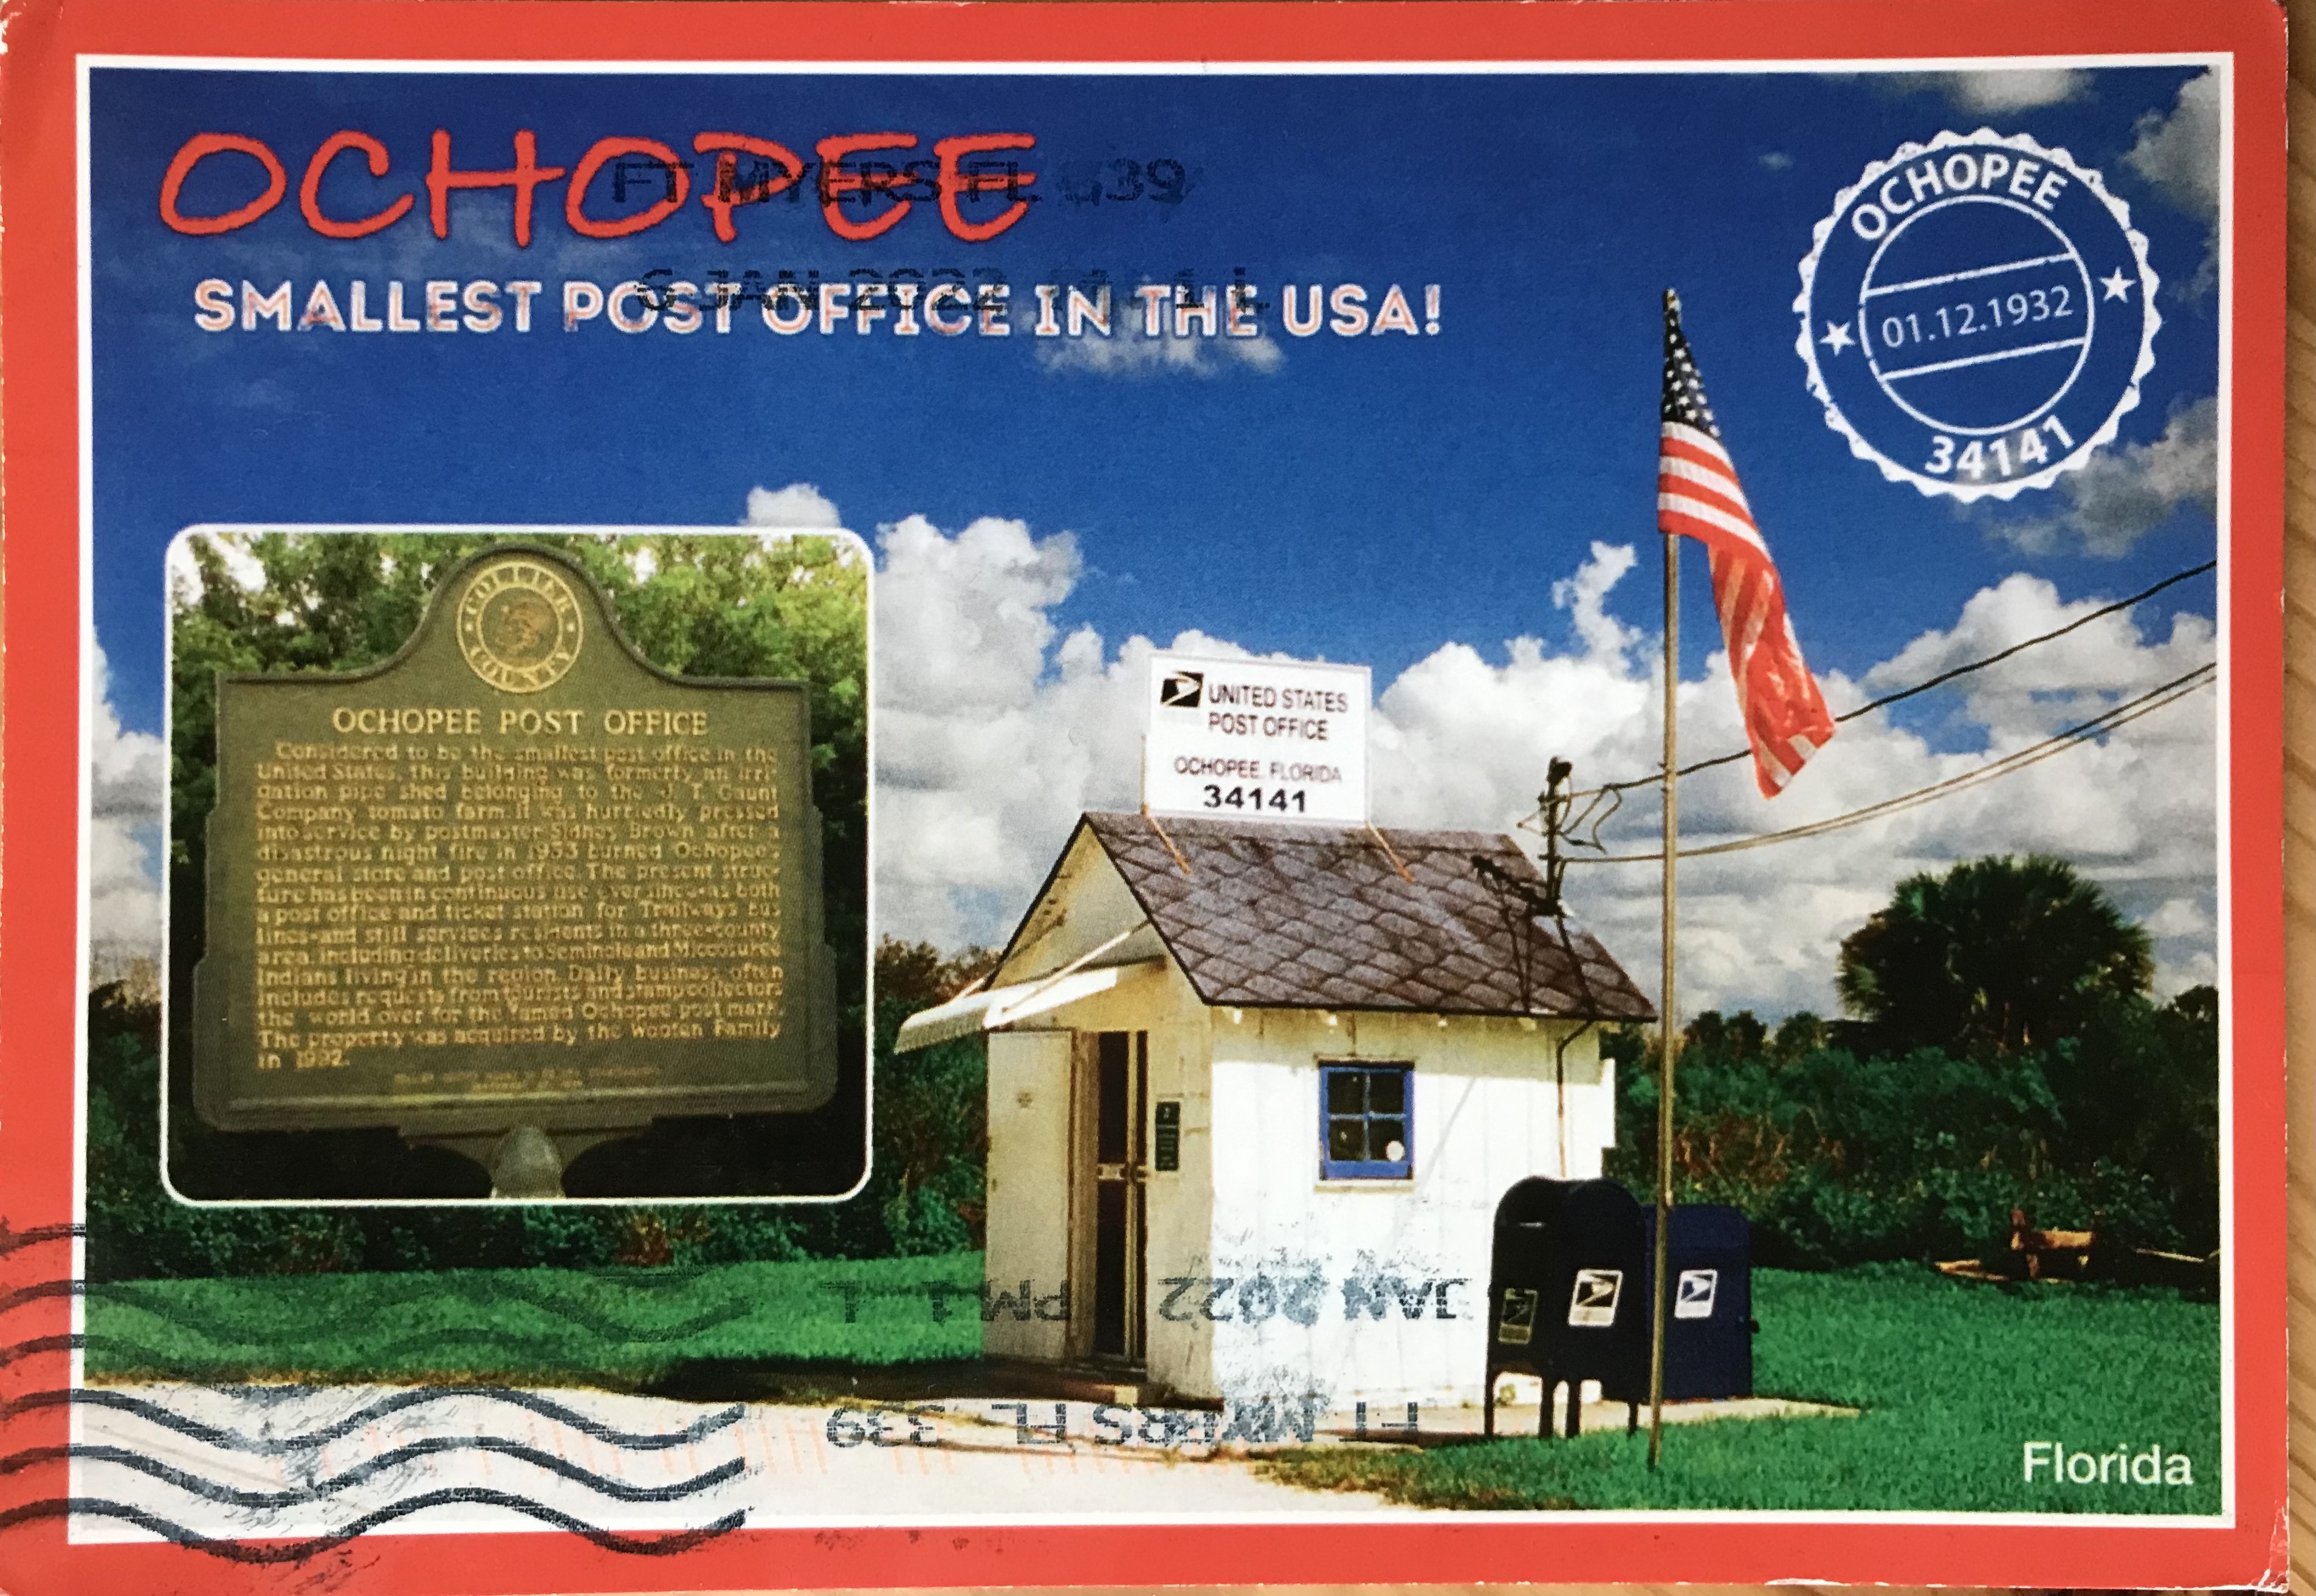 OCHOPEE
FT MYERS FL 339
6 JAN 2022
SMALLEST POST OFFICE IN THE USA!
OCHOPEE
01.12.1932
34141
COLLIER
COUNTY
OCHOPEE POST OFFICE
Considered to be the smallest post office in the
United States, this building was formerly an irri-
gation pipe shed belonging to the J. T. Gaunt
Company tomato farm. It was hurriedly pressed
into service by postmaster Sidney Brown after a
disastrous night fire in 1953 burned Ochopee's
general store and post office. The present struc-
ture has been in continuous use ever since-as both
a post office and ticket station for Trailways bus
lines-and still services residents in a three-county
area, including deliveries to Seminole and Miccosukee
Indians living in the region. Daily business often
includes requests from tourists and stamp collectors
the world over for the famed Ochopee post mark.
The property was acquired by the Wooten Family
in 1992.
UNITED STATES
POST OFFICE
OCHOPEE, FLORIDA
34141
JAN 2022 PM 1 L
FT MYERS FL 339
Florida